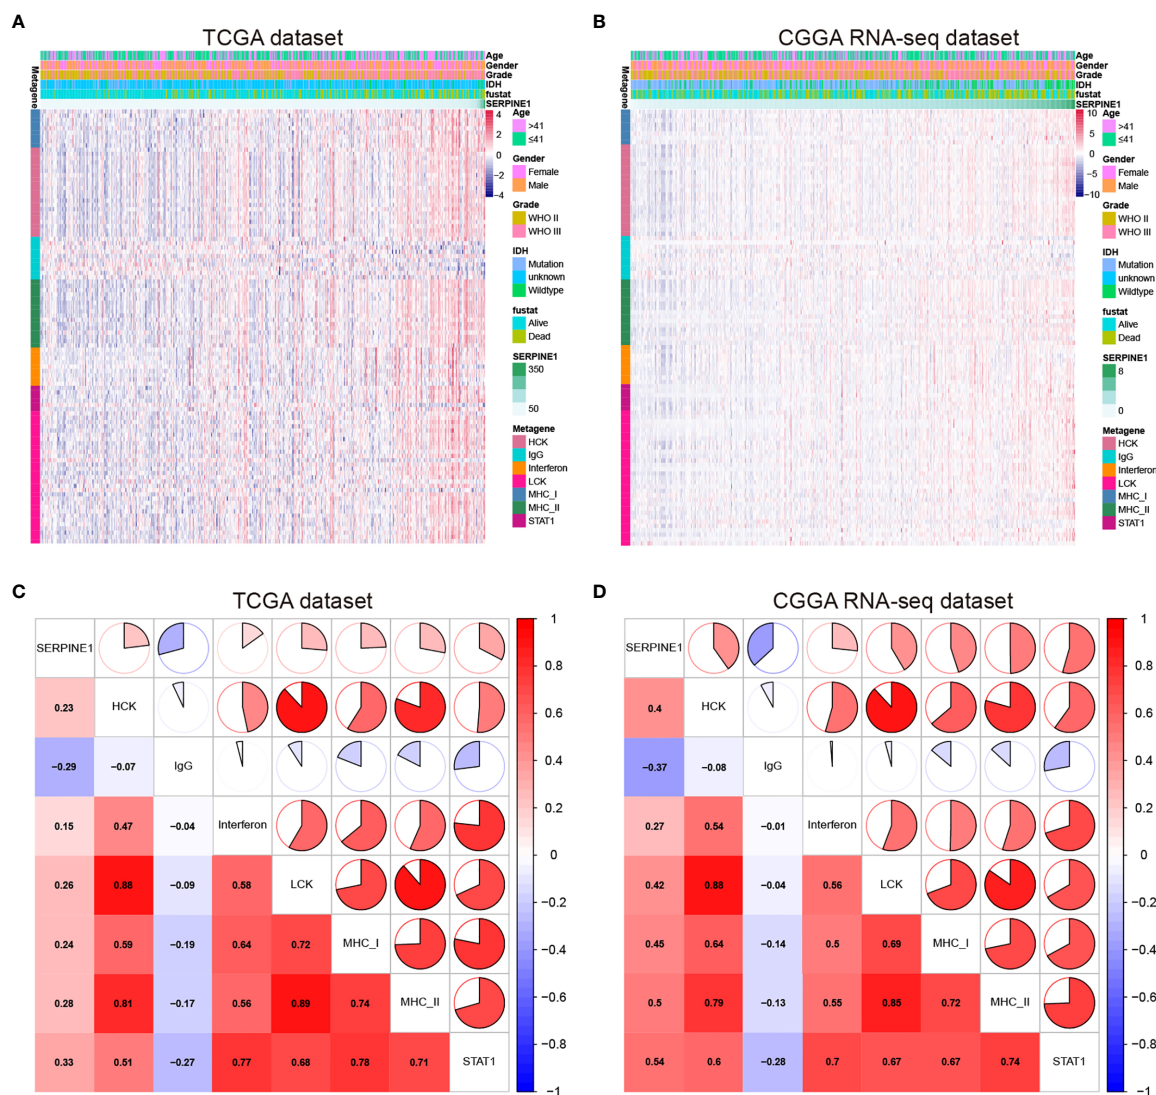 A
TCGA dataset
Metagene
Age
Gender
Grade
IDH
fustat
SERPINE1
4
2
0
−2
−4
Age
>41
≤41
Gender
Female
Male
Grade
WHO II
WHO III
IDH
Mutation
unknown
Wildtype
fustat
Alive
Dead
SERPINE1
350
50
Metagene
HCK
IgG
Interferon
LCK
MHC_I
MHC_II
STAT1
B
CGGA RNA-seq dataset
Metagene
Age
Gender
Grade
IDH
fustat
SERPINE1
10
5
0
−5
−10
Age
>41
≤41
Gender
Female
Male
Grade
WHO II
WHO III
IDH
Mutation
unknown
Wildtype
fustat
Alive
Dead
SERPINE1
8
0
Metagene
HCK
IgG
Interferon
LCK
MHC_I
MHC_II
STAT1
C
TCGA dataset
SERPINE1
0.23 HCK
−0.29 −0.07 IgG
0.15 0.47 −0.04 Interferon
0.26 0.88 −0.09 0.58 LCK
0.24 0.59 −0.19 0.64 0.72 MHC_I
0.28 0.81 −0.17 0.56 0.89 0.74 MHC_II
0.33 0.51 −0.27 0.77 0.68 0.78 0.71 STAT1
1
0.8
0.6
0.4
0.2
0
−0.2
−0.4
−0.6
−0.8
−1
D
CGGA RNA-seq dataset
SERPINE1
0.4 HCK
−0.37 −0.08 IgG
0.27 0.54 −0.01 Interferon
0.42 0.88 −0.04 0.56 LCK
0.45 0.64 −0.14 0.5 0.69 MHC_I
0.5 0.79 −0.13 0.55 0.85 0.72 MHC_II
0.54 0.6 −0.28 0.7 0.67 0.67 0.74 STAT1
1
0.8
0.6
0.4
0.2
0
−0.2
−0.4
−0.6
−0.8
−1